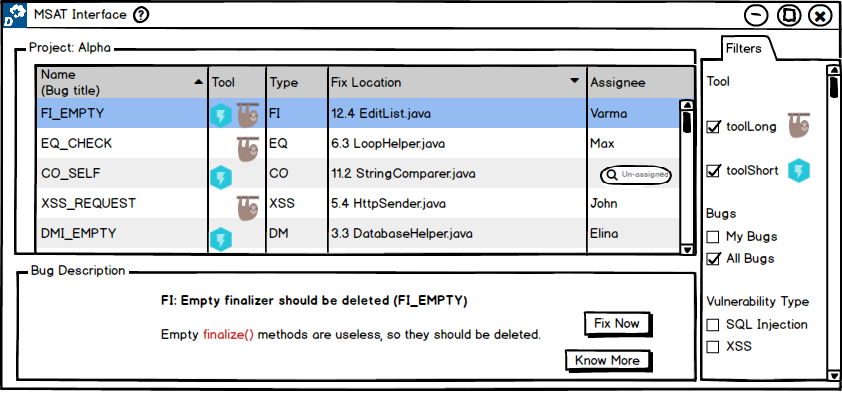 MSAT Interface ?
Project: Alpha
Name
(Bug title)
Tool
Type
Fix Location
Assignee
FI_EMPTY FI 12.4 EditList.java Varma
EQ_CHECK EQ 6.3 LoopHelper.java Max
CO_SELF CO 11.2 StringComparer.java Un-assigned
XSS_REQUEST XSS 5.4 HttpSender.java John
DMI_EMPTY DM 3.3 DatabaseHelper.java Elina
Bug Description
FI: Empty finalizer should be deleted (FI_EMPTY)
Empty finalize() methods are useless, so they should be deleted.
Fix Now
Know More
Filters
Tool
toolLong
toolShort
Bugs
My Bugs
All Bugs
Vulnerability Type
SQL Injection
XSS